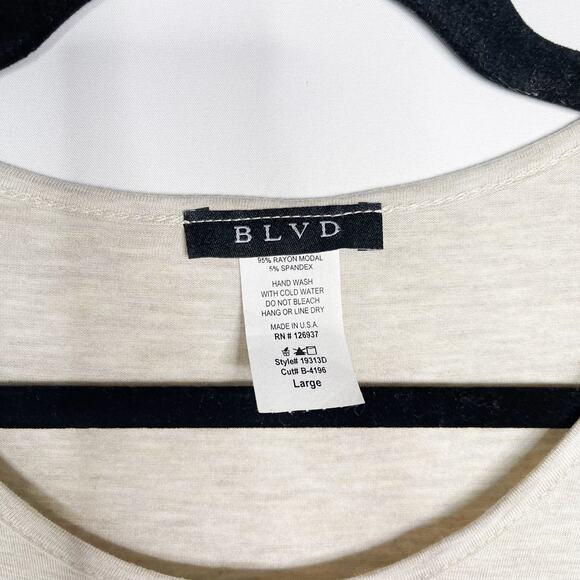 BLVD
95% RAYON MODAL
5% SPANDEX
HAND WASH
WITH COLD WATER
DO NOT BLEACH
HANG OR LINE DRY
MADE IN U.S.A.
RN # 126937
Style# 19313D
Cut# B-4196
Large